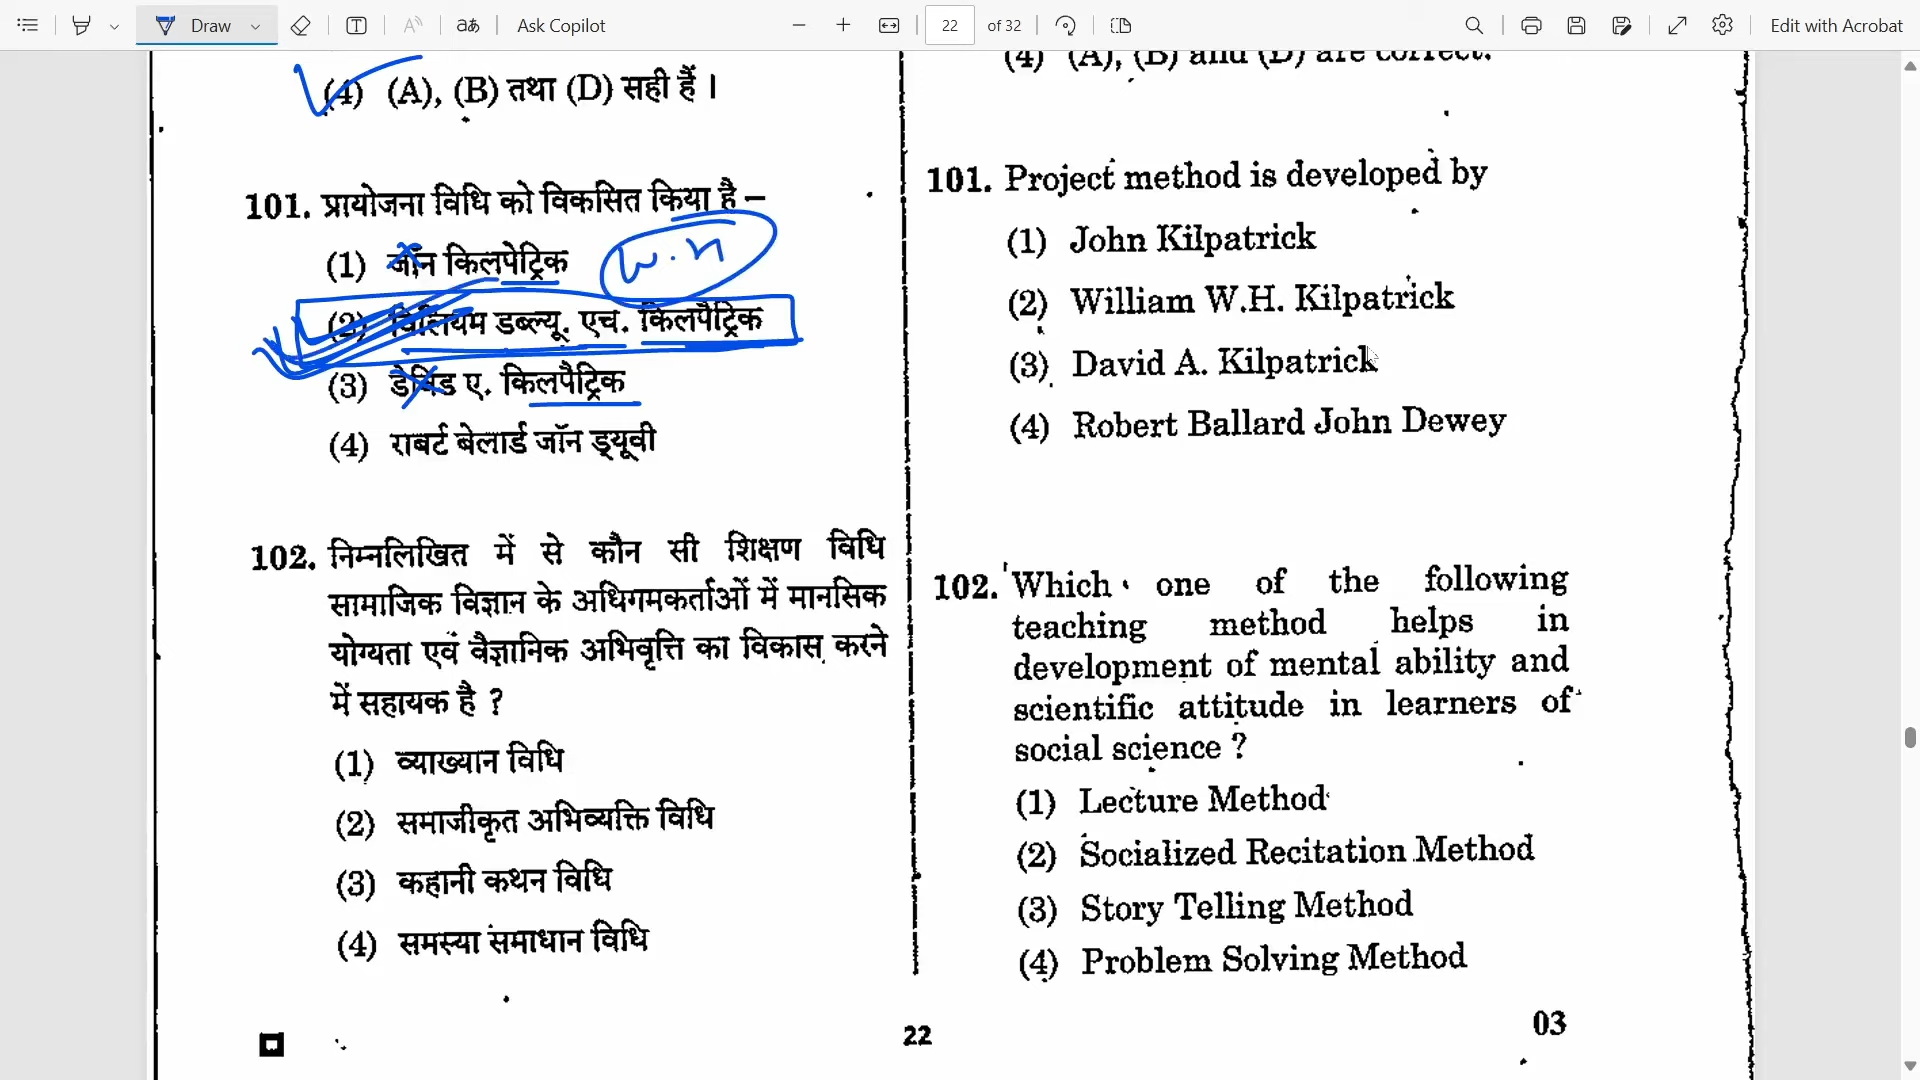 Draw
Ask Copilot
22 of 32
Edit with Acrobat
(4) (A), (B) तथा (D) सही हैं ।
101. प्रायोजना विधि को विकसित किया है –
(1) जॉन किलपेट्रिक
W.H
(2) विलियम डब्ल्यू. एच. किलपैट्रिक
(3) डेविड ए. किलपैट्रिक
(4) राबर्ट बेलार्ड जॉन ड्यूवी
102. निम्नलिखित में से कौन सी शिक्षण विधि
सामाजिक विज्ञान के अधिगमकर्ताओं में मानसिक
योग्यता एवं वैज्ञानिक अभिवृत्ति का विकास करने
में सहायक है ?
(1) व्याख्यान विधि
(2) समाजीकृत अभिव्यक्ति विधि
(3) कहानी कथन विधि
(4) समस्या समाधान विधि
(4) (A), (B) and (D) are correct.
101. Project method is developed by
(1) John Kilpatrick
(2) William W.H. Kilpatrick
(3) David A. Kilpatrick
(4) Robert Ballard John Dewey
102. Which one of the following
teaching method helps in
development of mental ability and
scientific attitude in learners of
social science ?
(1) Lecture Method
(2) Socialized Recitation Method
(3) Story Telling Method
(4) Problem Solving Method
22
03